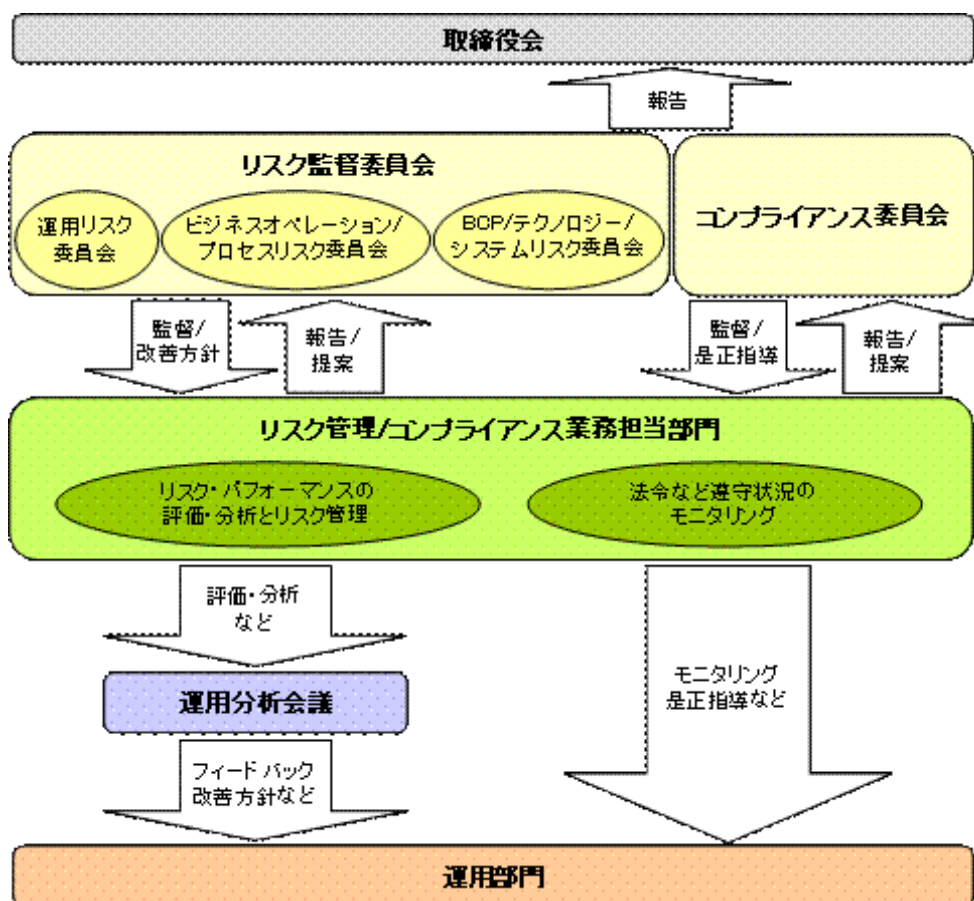 取締役会
報告
リスク監督委員会
運用リスク
委員会
ビジネスオペレーション/
プロセスリスク委員会
BCP/テクノロジー/
システムリスク委員会
コンプライアンス委員会
監督/
改善方針
報告/
提案
監督/
是正指導
報告/
提案
リスク管理/コンプライアンス業務担当部門
リスク・パフォーマンスの
評価・分析とリスク管理
法令など遵守状況の
モニタリング
評価・分析
など
運用分析会議
モニタリング
是正指導など
フィードバック
改善方針など
運用部門